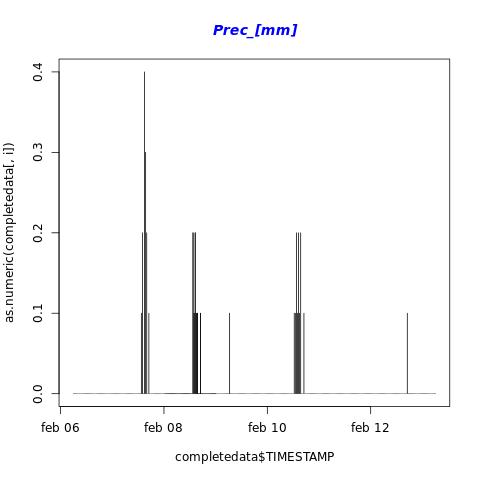 Prec_[mm]
as.numeric(completedata[, i])
0.4
0.3
0.2
0.1
0.0
feb 06 feb 08 feb 10 feb 12
completedata$TIMESTAMP